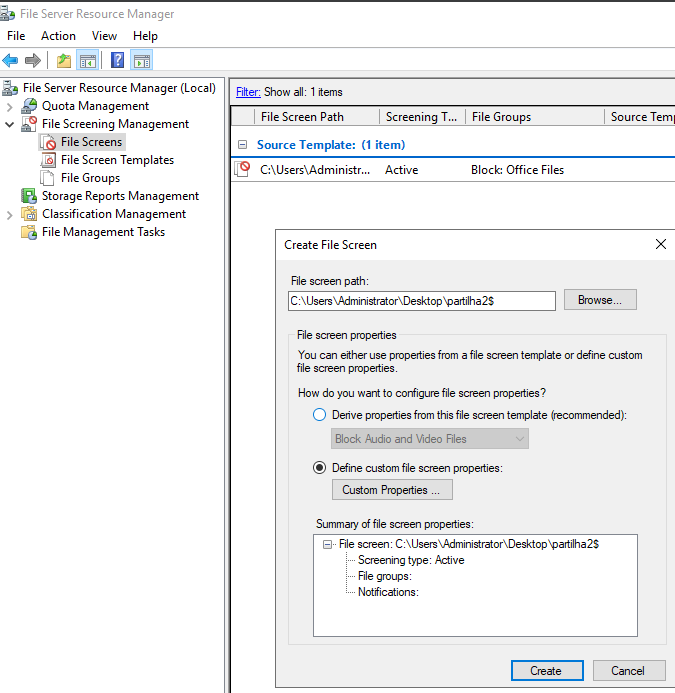 File Server Resource Manager
File Action View Help
File Server Resource Manager (Local)
Quota Management
File Screening Management
File Screens
File Screen Templates
File Groups
Storage Reports Management
Classification Management
File Management Tasks
Filter: Show all: 1 items
File Screen Path Screening T... File Groups Source Temp
Source Template: (1 item)
C:\Users\Administr... Active Block: Office Files
Create File Screen
File screen path:
C:\Users\Administrator\Desktop\partilha2$ Browse...
File screen properties
You can either use properties from a file screen template or define custom
file screen properties.
How do you want to configure file screen properties?
Derive properties from this file screen template (recommended):
Block Audio and Video Files
Define custom file screen properties:
Custom Properties ...
Summary of file screen properties:
File screen: C:\Users\Administrator\Desktop\partilha2$
Screening type: Active
File groups:
Notifications:
Create Cancel